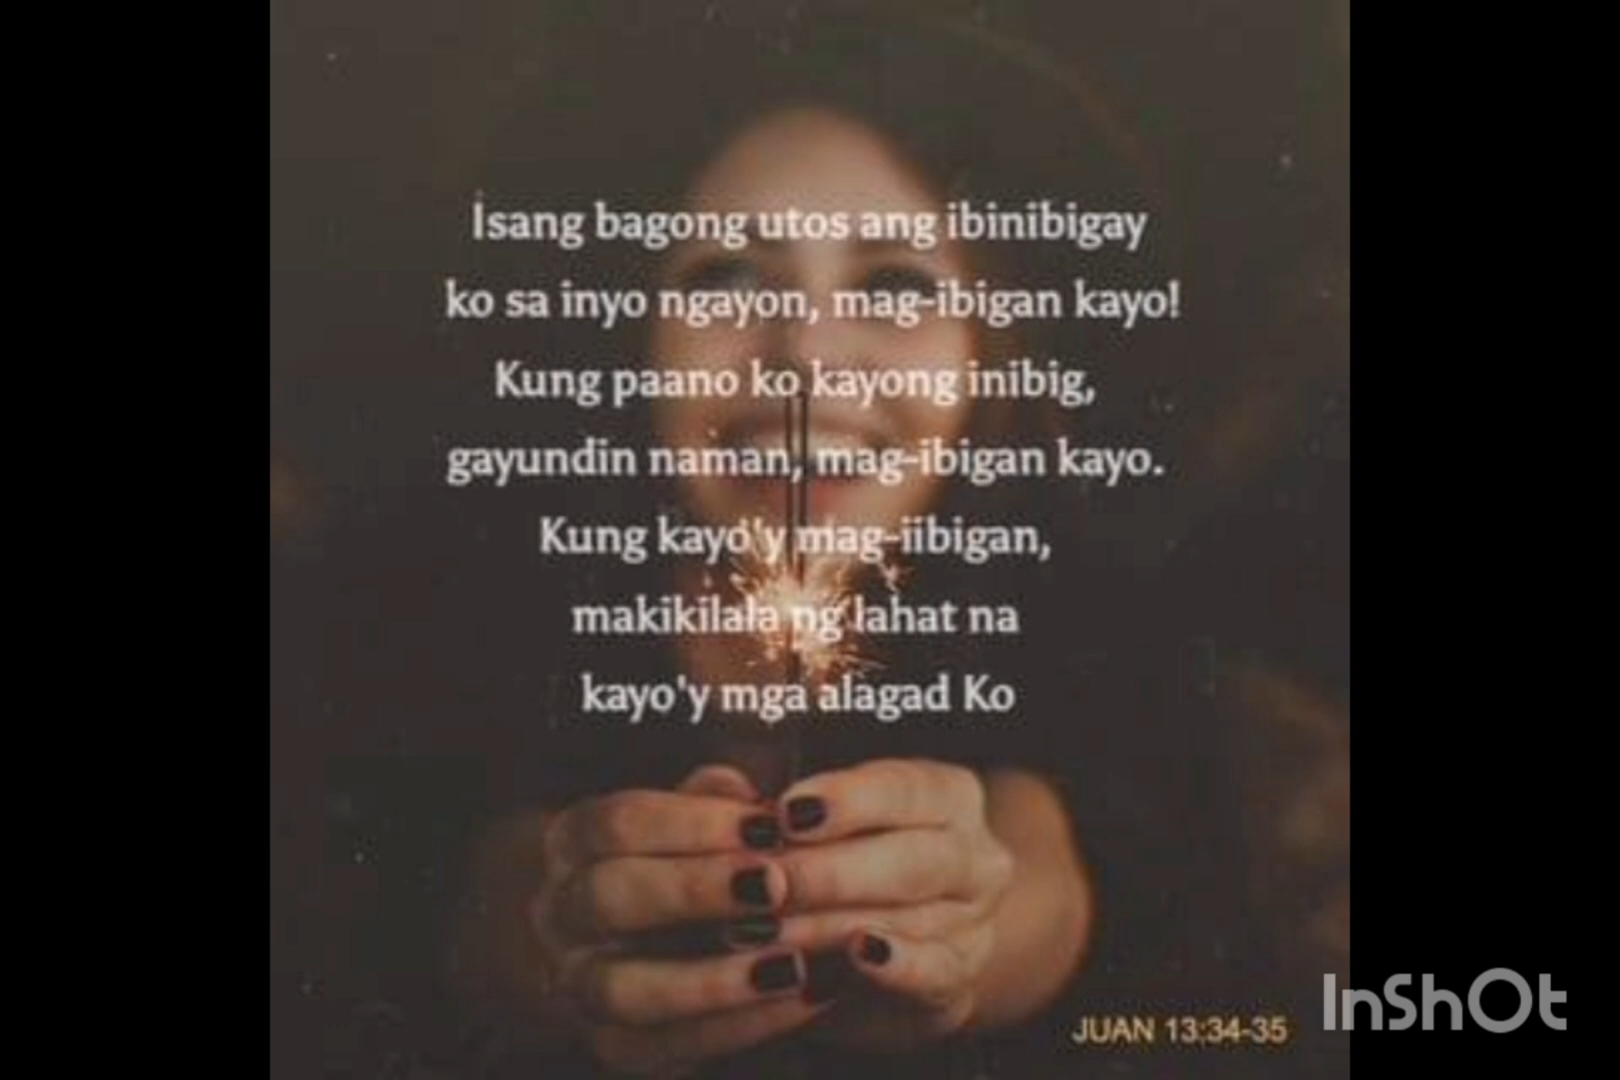 Isang bagong utos ang ibinibigay
ko sa inyo ngayon, mag-ibigan kayo!
Kung paano ko kayong inibig,
gayundin naman, mag-ibigan kayo.
Kung kayo'y mag-iibigan,
makikilala ng lahat na
kayo'y mga alagad Ko
JUAN 13:34-35
InShOt